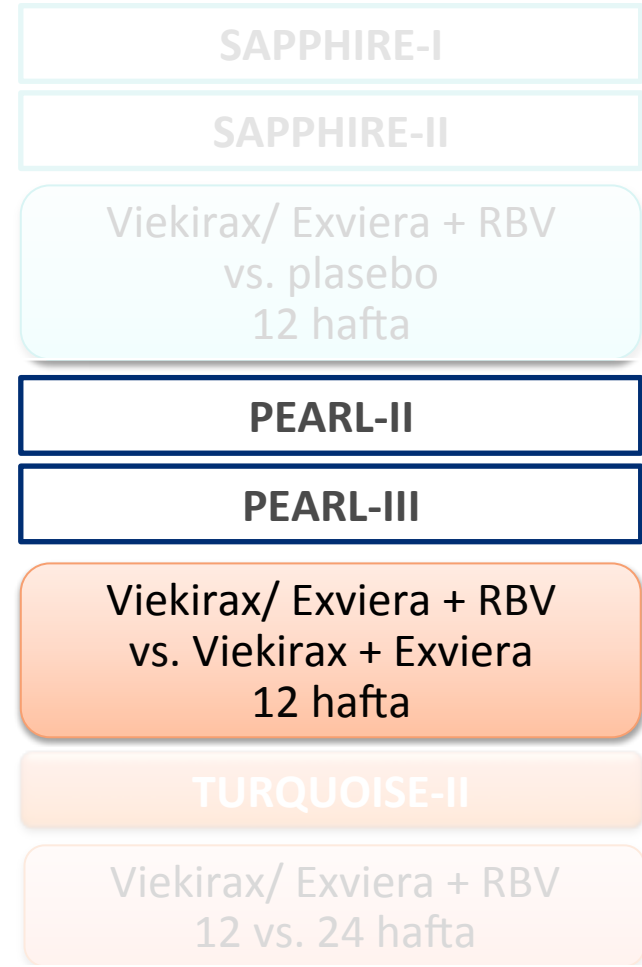 SAPPHIRE-I
SAPPHIRE-II
Viekirax/ Exviera + RBV
vs. plasebo
12 hafta
PEARL-II
PEARL-III
Viekirax/ Exviera + RBV
vs. Viekirax + Exviera
12 hafta
TURQUOISE-II
Viekirax/ Exviera + RBV
12 vs. 24 hafta